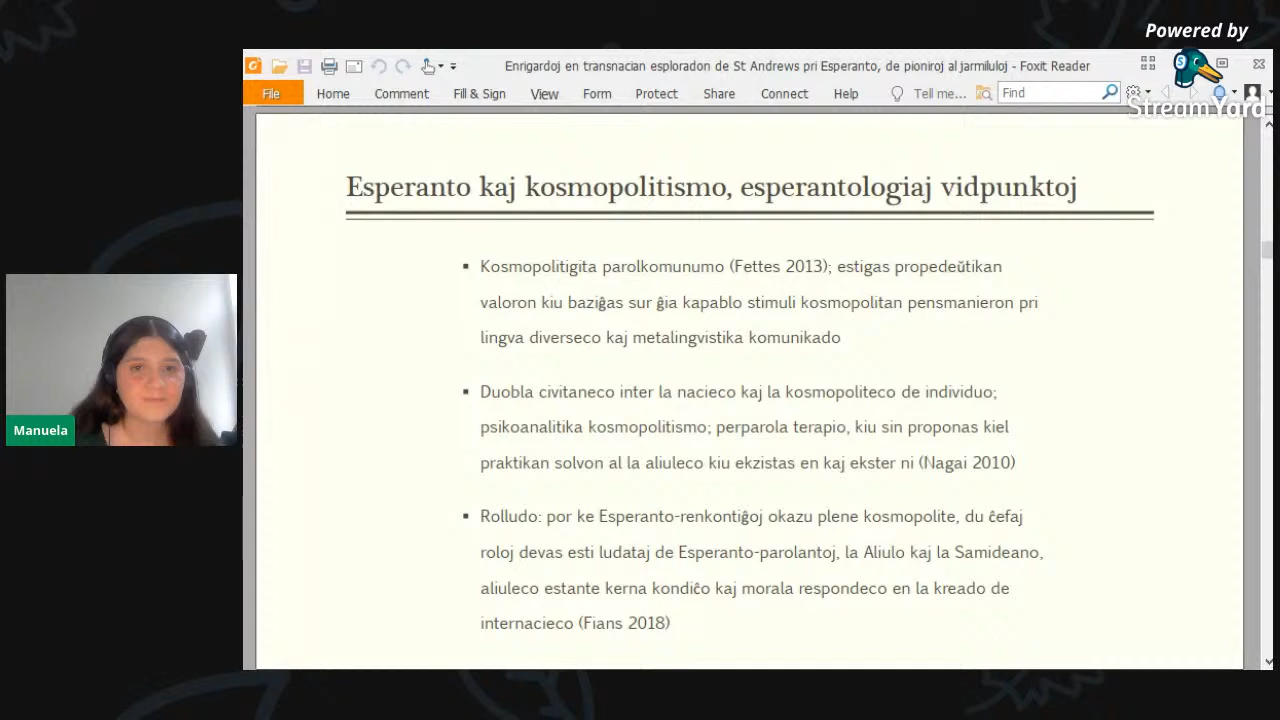 Powered by
StreamYard
Enrigardoj en transnacian esploradon de St Andrews pri Esperanto, de pioniroj al jarmiluloj - Foxit Reader
File Home Comment Fill & Sign View Form Protect Share Connect Help Tell me... Find
Esperanto kaj kosmopolitismo, esperantologiaj vidpunktoj
▪ Kosmopolitigita parolkomunumo (Fettes 2013); estigas propedeŭtikan
valoron kiu baziĝas sur ĝia kapablo stimuli kosmopolitan pensmanieron pri
lingva diverseco kaj metalingvistika komunikado
▪ Duobla civitaneco inter la nacieco kaj la kosmopoliteco de individuo;
psikoanalitika kosmopolitismo; perparola terapio, kiu sin proponas kiel
praktikan solvon al la aliuleco kiu ekzistas en kaj ekster ni (Nagai 2010)
▪ Rolludo: por ke Esperanto-renkontiĝoj okazu plene kosmopolite, du ĉefaj
roloj devas esti ludataj de Esperanto-parolantoj, la Aliulo kaj la Samideano,
aliuleco estante kerna kondiĉo kaj morala respondeco en la kreado de
internacieco (Fians 2018)
Manuela